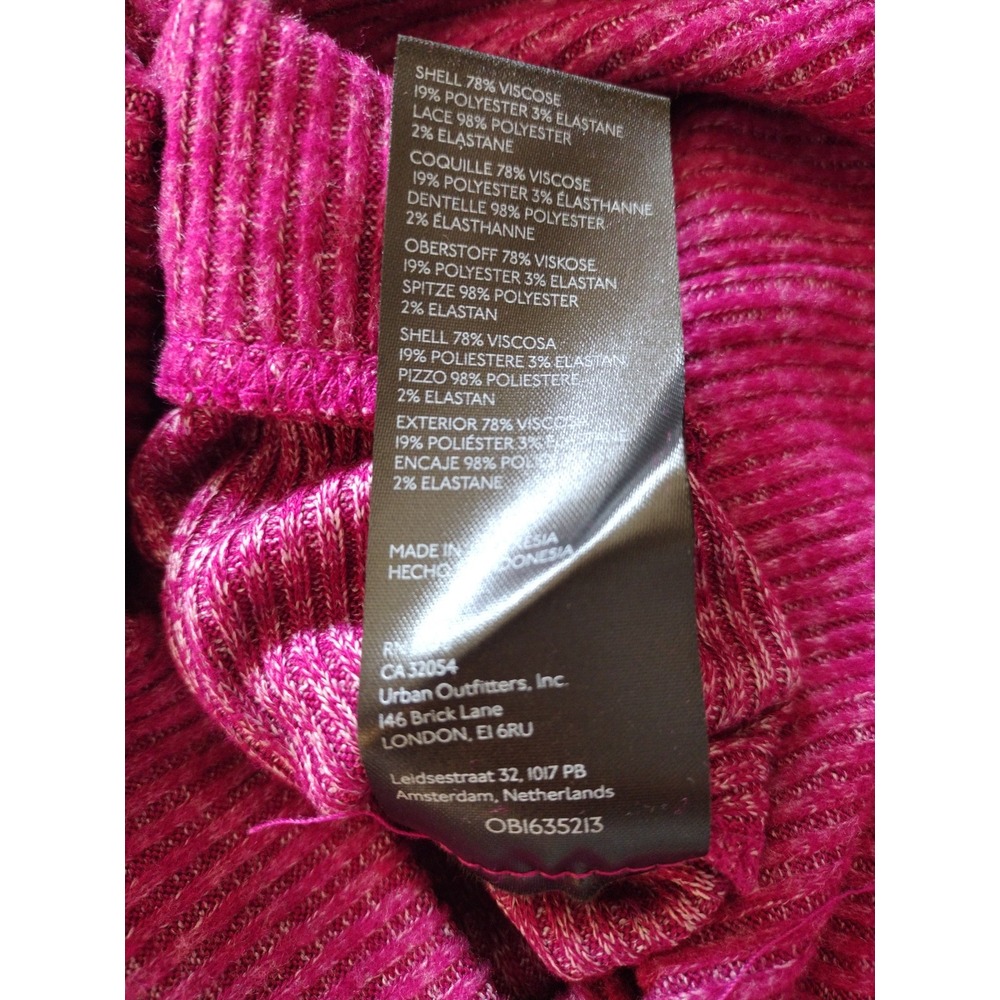 SHELL 78% VISCOSE
19% POLYESTER 3% ELASTANE
LACE 98% POLYESTER
2% ELASTANE
COQUILLE 78% VISCOSE
19% POLYESTER 3% ÉLASTHANNE
DENTELLE 98% POLYESTER
2% ÉLASTHANNE
OBERSTOFF 78% VISKOSE
19% POLYESTER 3% ELASTAN
SPITZE 98% POLYESTER
2% ELASTAN
SHELL 78% VISCOSA
19% POLIESTERE 3% ELASTAN
PIZZO 98% POLIESTERE
2% ELASTAN
EXTERIOR 78%
19% POLIÉSTER 3%
ENCAJE 98%
2% ELASTANE
MADE IN
HECHO
CA 32054
Urban Outfitters, Inc.
146 Brick Lane
LONDON, E1 6RU
Leidsestraat 32, 1017 PB
Amsterdam, Netherlands
OB1635213